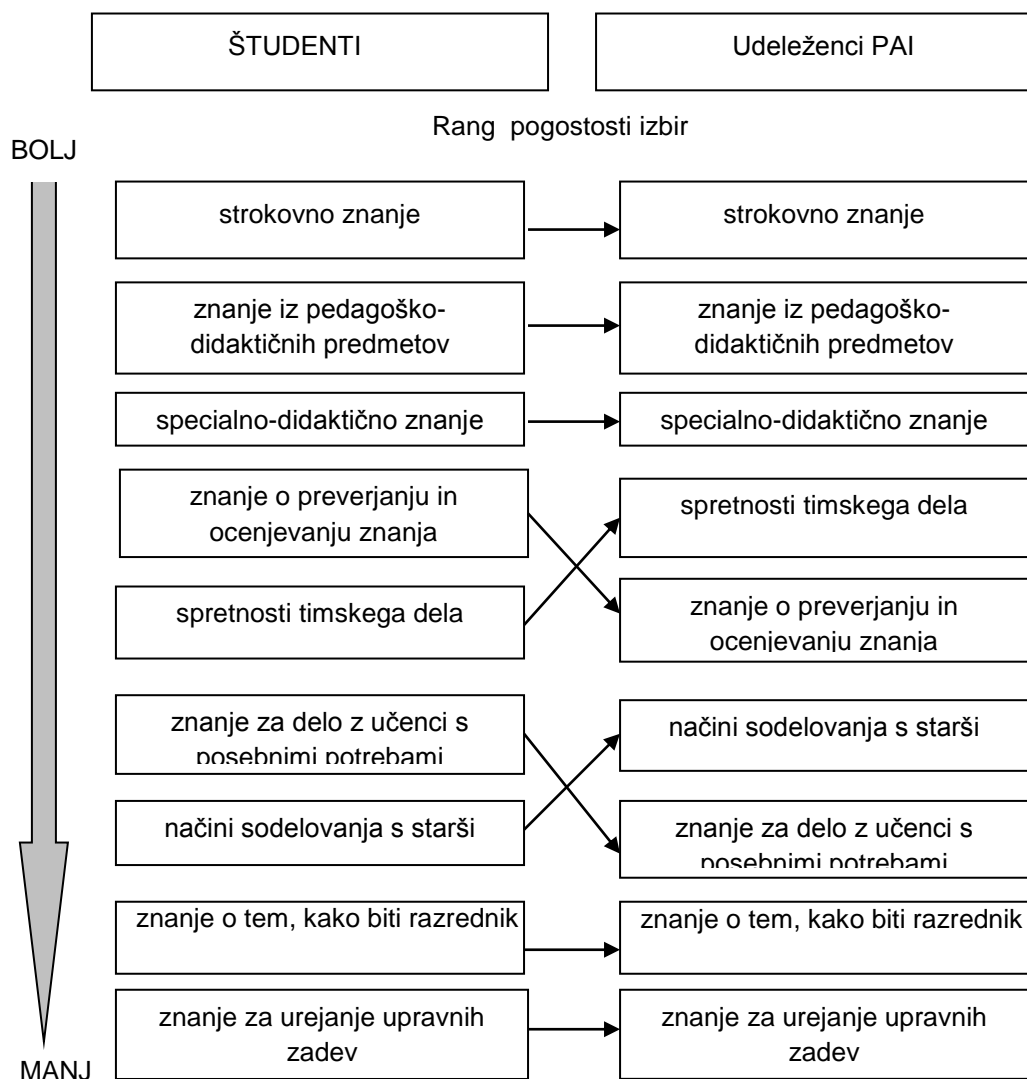 ŠTUDENTI
Udeleženci PAI
Rang pogostosti izbir
BOLJ
strokovno znanje
strokovno znanje
znanje iz pedagoško-
didaktičnih predmetov
znanje iz pedagoško-
didaktičnih predmetov
specialno-didaktično znanje
specialno-didaktično znanje
znanje o preverjanju in
ocenjevanju znanja
spretnosti timskega dela
spretnosti timskega dela
znanje o preverjanju in
ocenjevanju znanja
znanje za delo z učenci s
posebnimi potrebami
načini sodelovanja s starši
načini sodelovanja s starši
znanje za delo z učenci s
posebnimi potrebami
znanje o tem, kako biti razrednik
znanje o tem, kako biti razrednik
znanje za urejanje upravnih
zadev
znanje za urejanje upravnih
zadev
MANJ